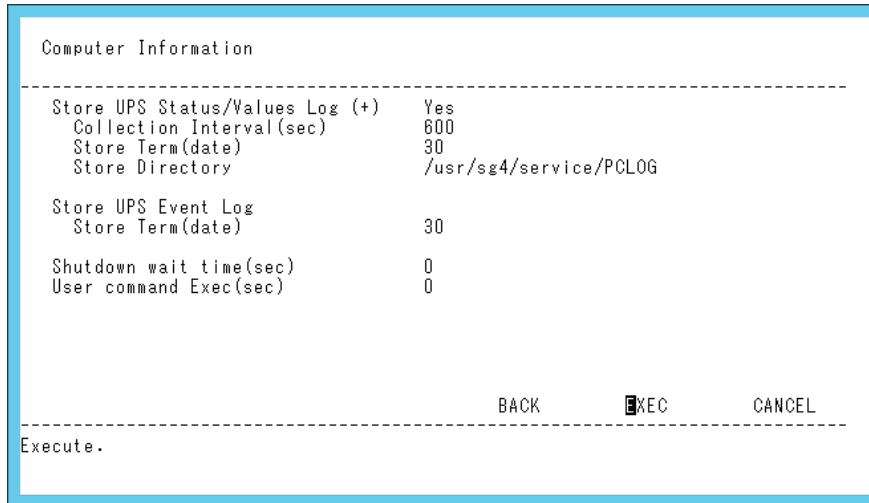 Computer Information
Store UPS Status/Values Log (+) Yes
Collection Interval(sec) 600
Store Term(date) 30
Store Directory /usr/sg4/service/PCLOG
Store UPS Event Log
Store Term(date) 30
Shutdown wait time(sec) 0
User command Exec(sec) 0
BACK EXEC CANCEL
Execute.